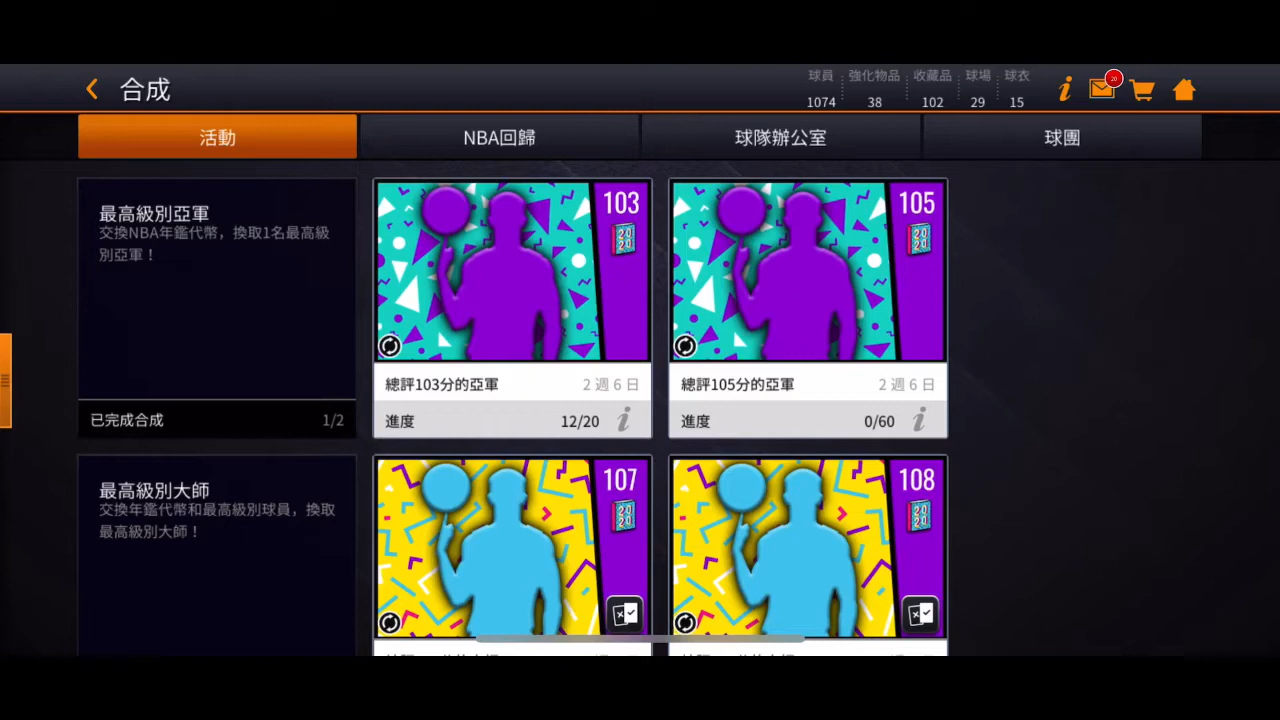 合成
球員 強化物品 收藏品 球場 球衣
1074 38 102 29 15
20
活動 NBA回歸 球隊辦公室 球團
最高級別亞軍
交換NBA年鑑代幣，換取1名最高級
別亞軍！
已完成合成 1/2
103
2020
總評103分的亞軍 2 週 6 日
進度 12/20
105
2020
總評105分的亞軍 2 週 6 日
進度 0/60
最高級別大師
交換年鑑代幣和最高級別球員，換取
最高級別大師！
107
2020
108
2020